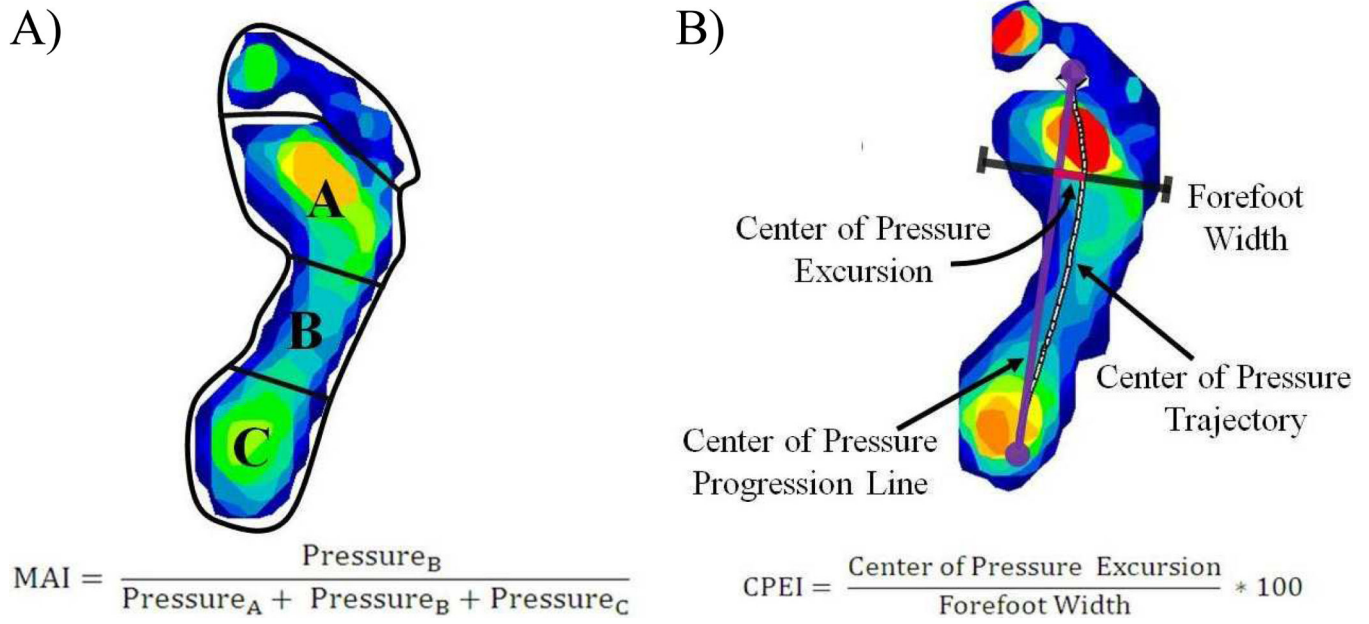 A)
A
B
C
MAI = Pressure_B / (Pressure_A + Pressure_B + Pressure_C)
B)
Forefoot
Width
Center of Pressure
Excursion
Center of Pressure
Trajectory
Center of Pressure
Progression Line
CPEI = Center of Pressure Excursion / Forefoot Width * 100